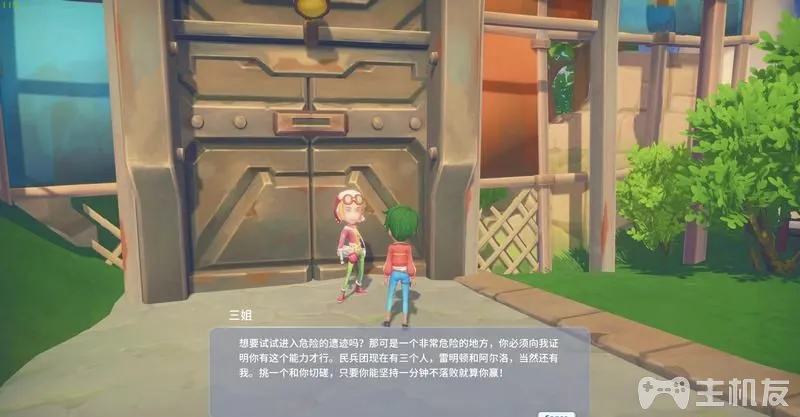 三姐
想要试试进入危险的遗迹吗？那可是一个非常危险的地方，你必须向我证
明你有这个能力才行。民兵团现在有三个人，雷明顿和阿尔洛，当然还有
我。挑一个和你切磋，只要你能坚持一分钟不落败就算你赢！
主机友